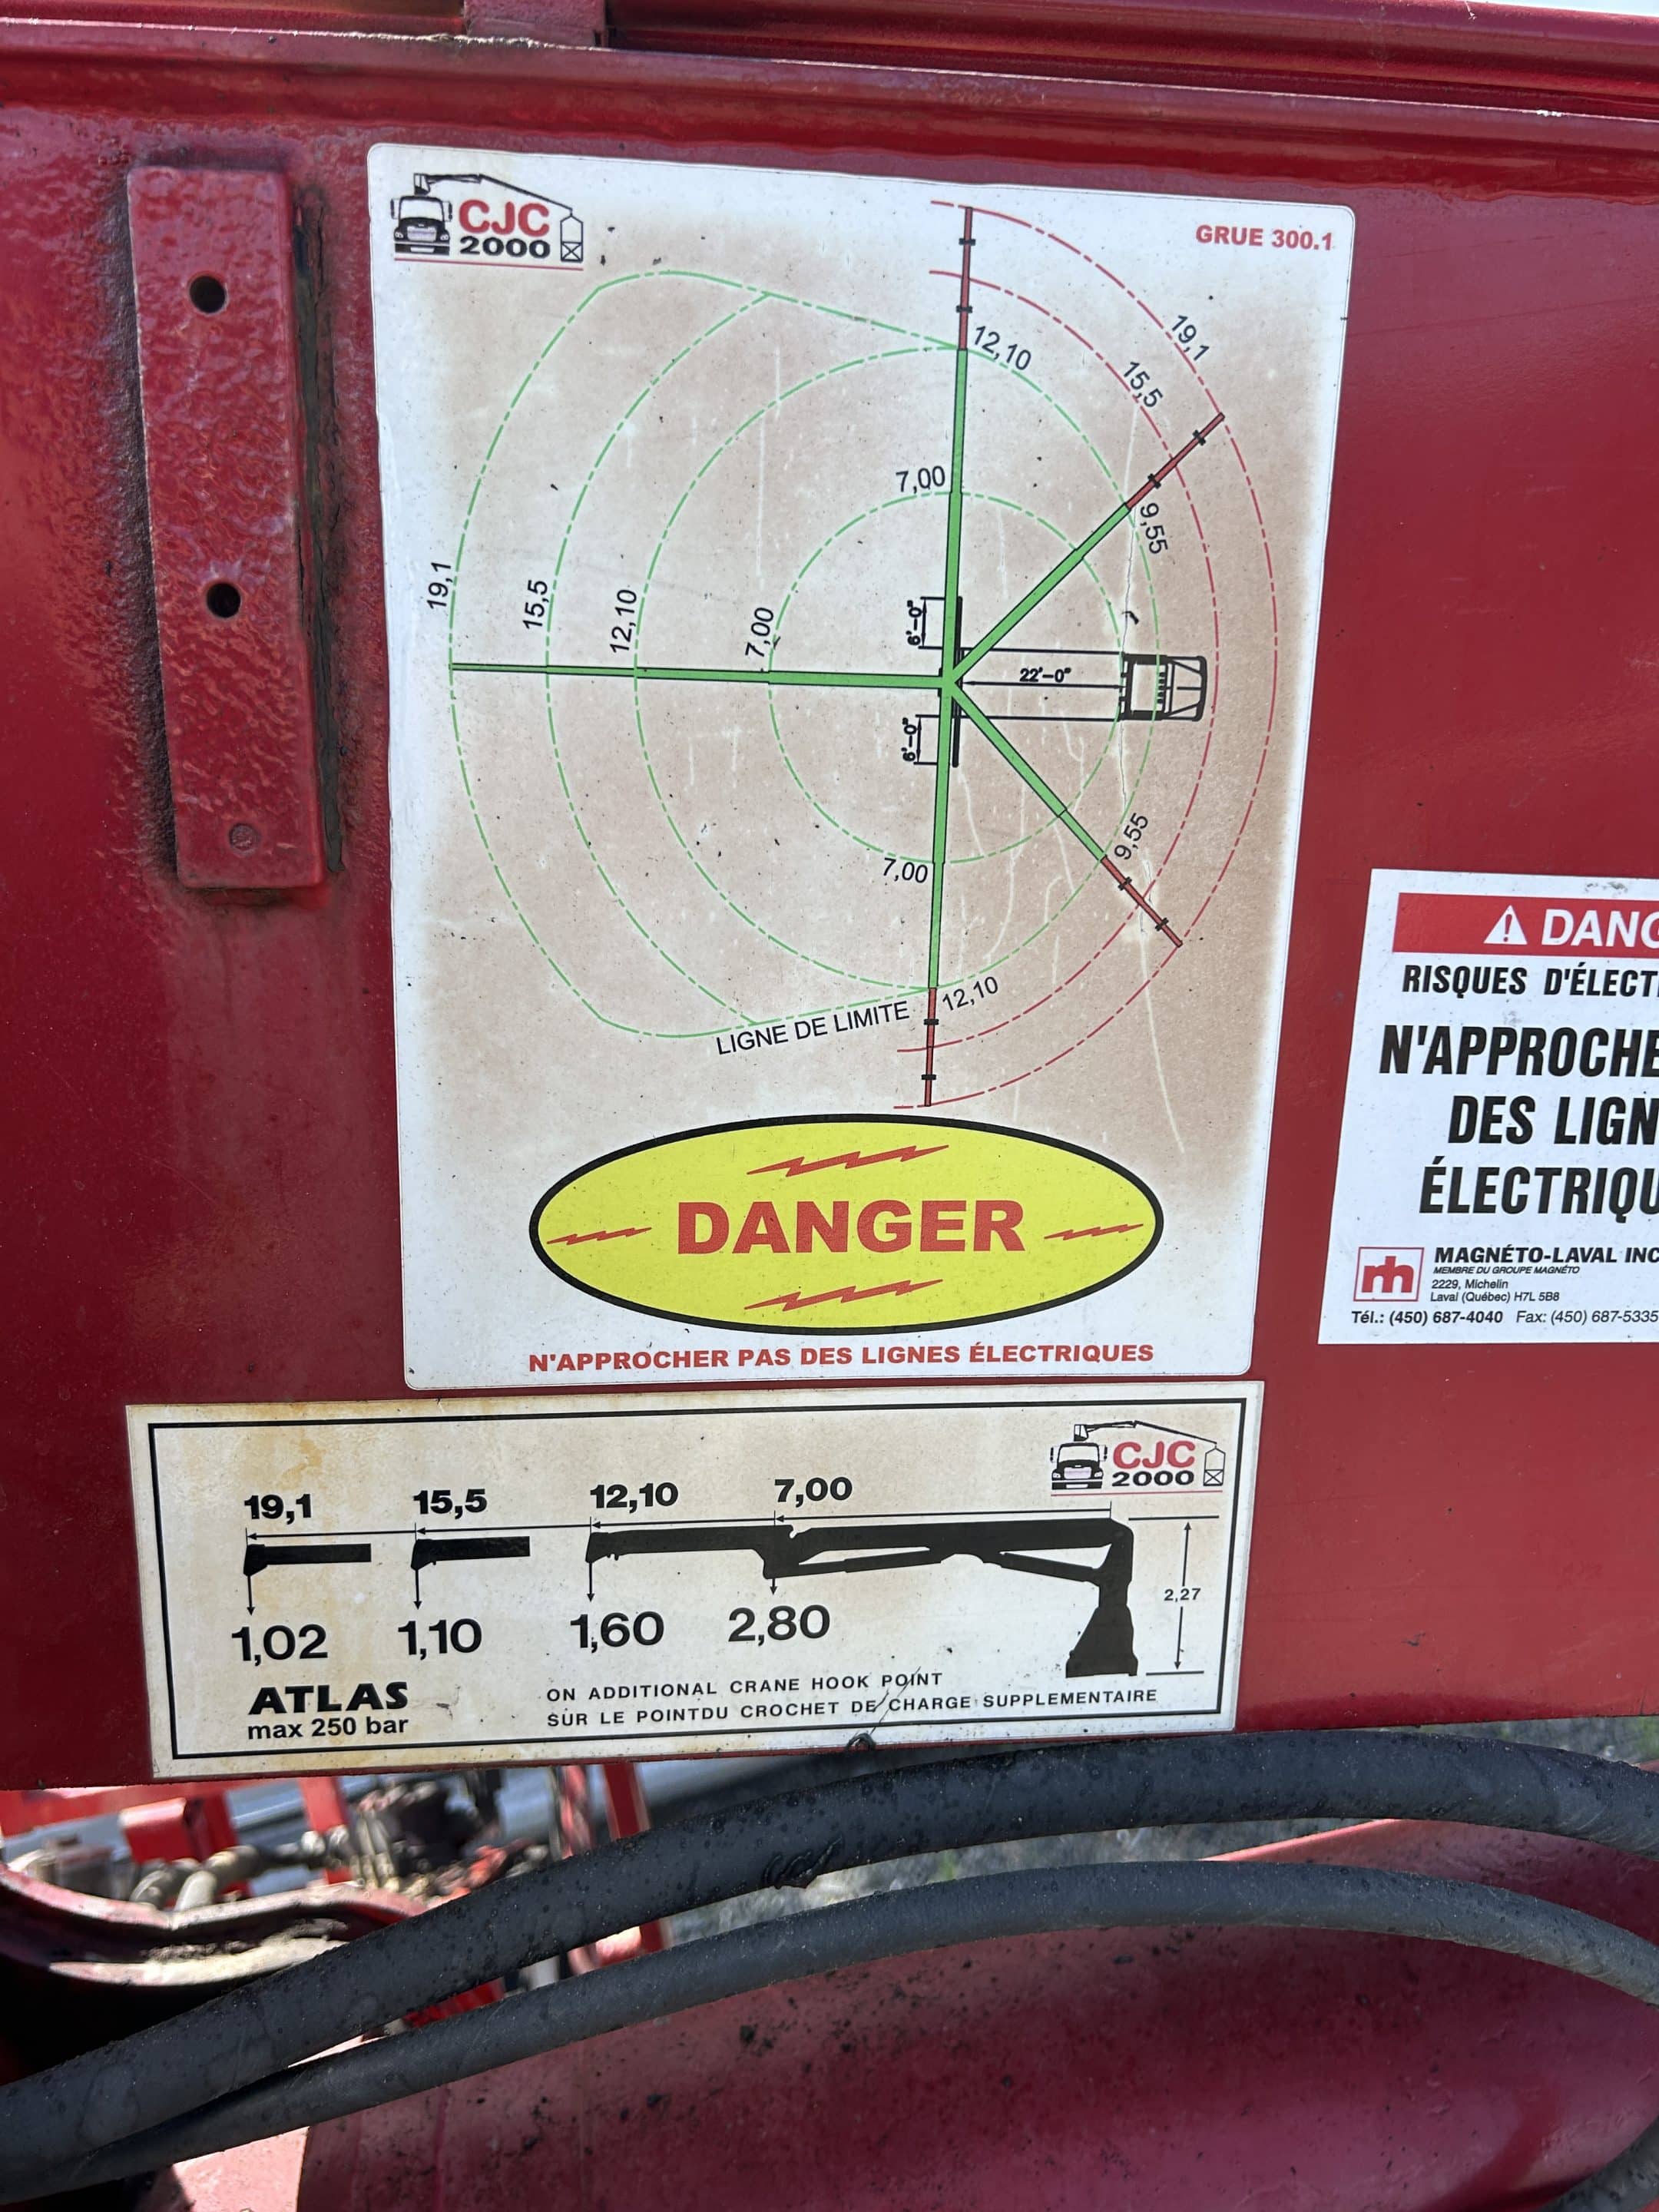 CJC
2000
GRUE 300.1
19,1
15,5
12,10
9,55
7,00
19,1
15,5
12,10
7,00
6'-0"
22'-0"
6'-0"
9,55
7,00
12,10
LIGNE DE LIMITE
DANGER
N'APPROCHER PAS DES LIGNES ÉLECTRIQUES
DANG
RISQUES D'ÉLECT
N'APPROCHE
DES LIGN
ÉLECTRIQU
MAGNÉTO-LAVAL INC
MEMBRE DU GROUPE MAGNÉTO
2229, Michelin
Laval (Québec) H7L 5B8
Tél.: (450) 687-4040 Fax: (450) 687-5335
CJC
2000
19,1 15,5 12,10 7,00
2,27
1,02 1,10 1,60 2,80
ATLAS
max 250 bar
ON ADDITIONAL CRANE HOOK POINT
SUR LE POINTDU CROCHET DE CHARGE SUPPLEMENTAIRE